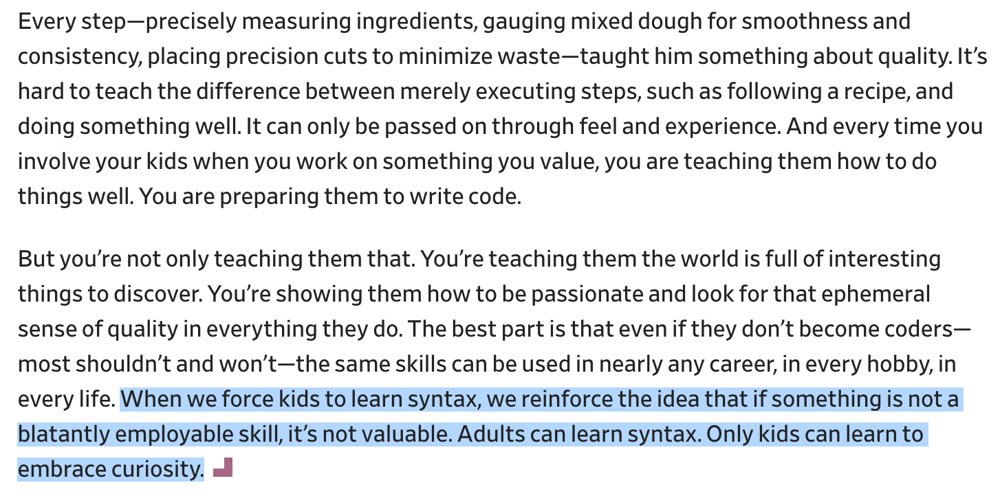 Every step—precisely measuring ingredients, gauging mixed dough for smoothness and
consistency, placing precision cuts to minimize waste—taught him something about quality. It’s
hard to teach the difference between merely executing steps, such as following a recipe, and
doing something well. It can only be passed on through feel and experience. And every time you
involve your kids when you work on something you value, you are teaching them how to do
things well. You are preparing them to write code.
But you’re not only teaching them that. You’re teaching them the world is full of interesting
things to discover. You’re showing them how to be passionate and look for that ephemeral
sense of quality in everything they do. The best part is that even if they don’t become coders—
most shouldn’t and won’t—the same skills can be used in nearly any career, in every hobby, in
every life. When we force kids to learn syntax, we reinforce the idea that if something is not a
blatantly employable skill, it’s not valuable. Adults can learn syntax. Only kids can learn to
embrace curiosity.